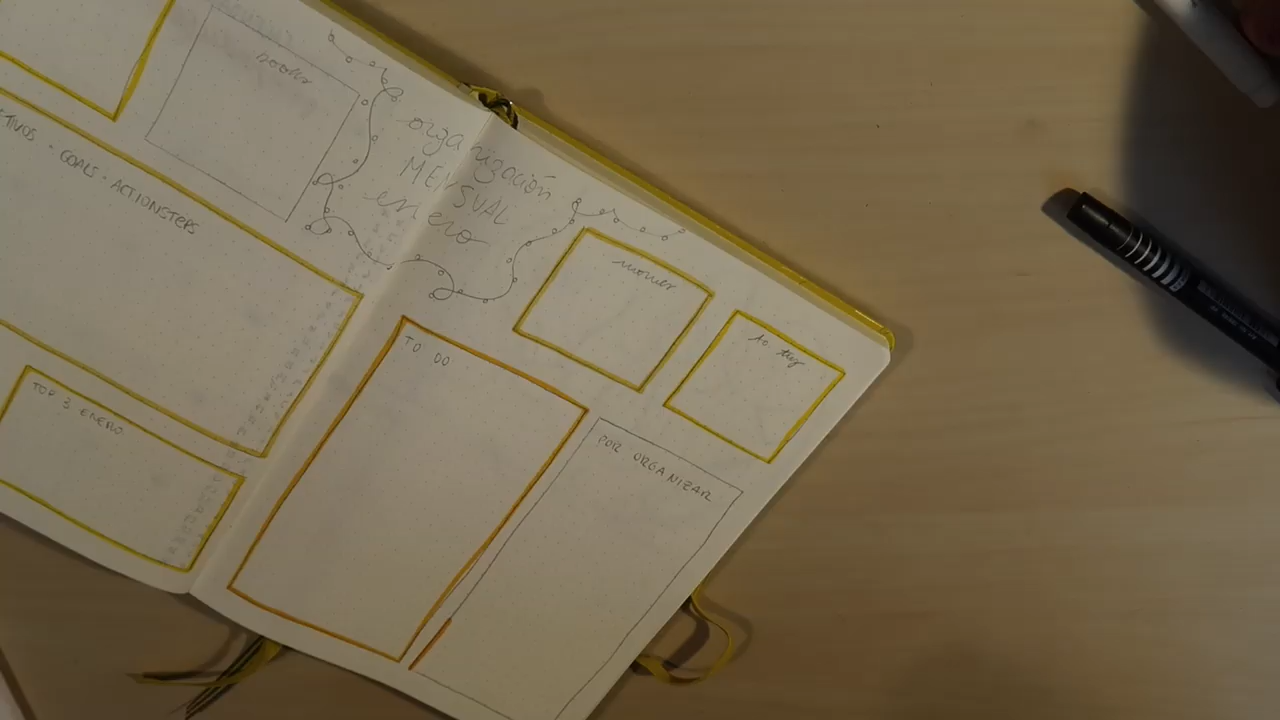 books
TIVOS - GOALS - ACTIONSTEPS
TOP 3 ENERO
organización
MENSUAL
enero
movies
to try
TO DO
POR ORGANIZAR